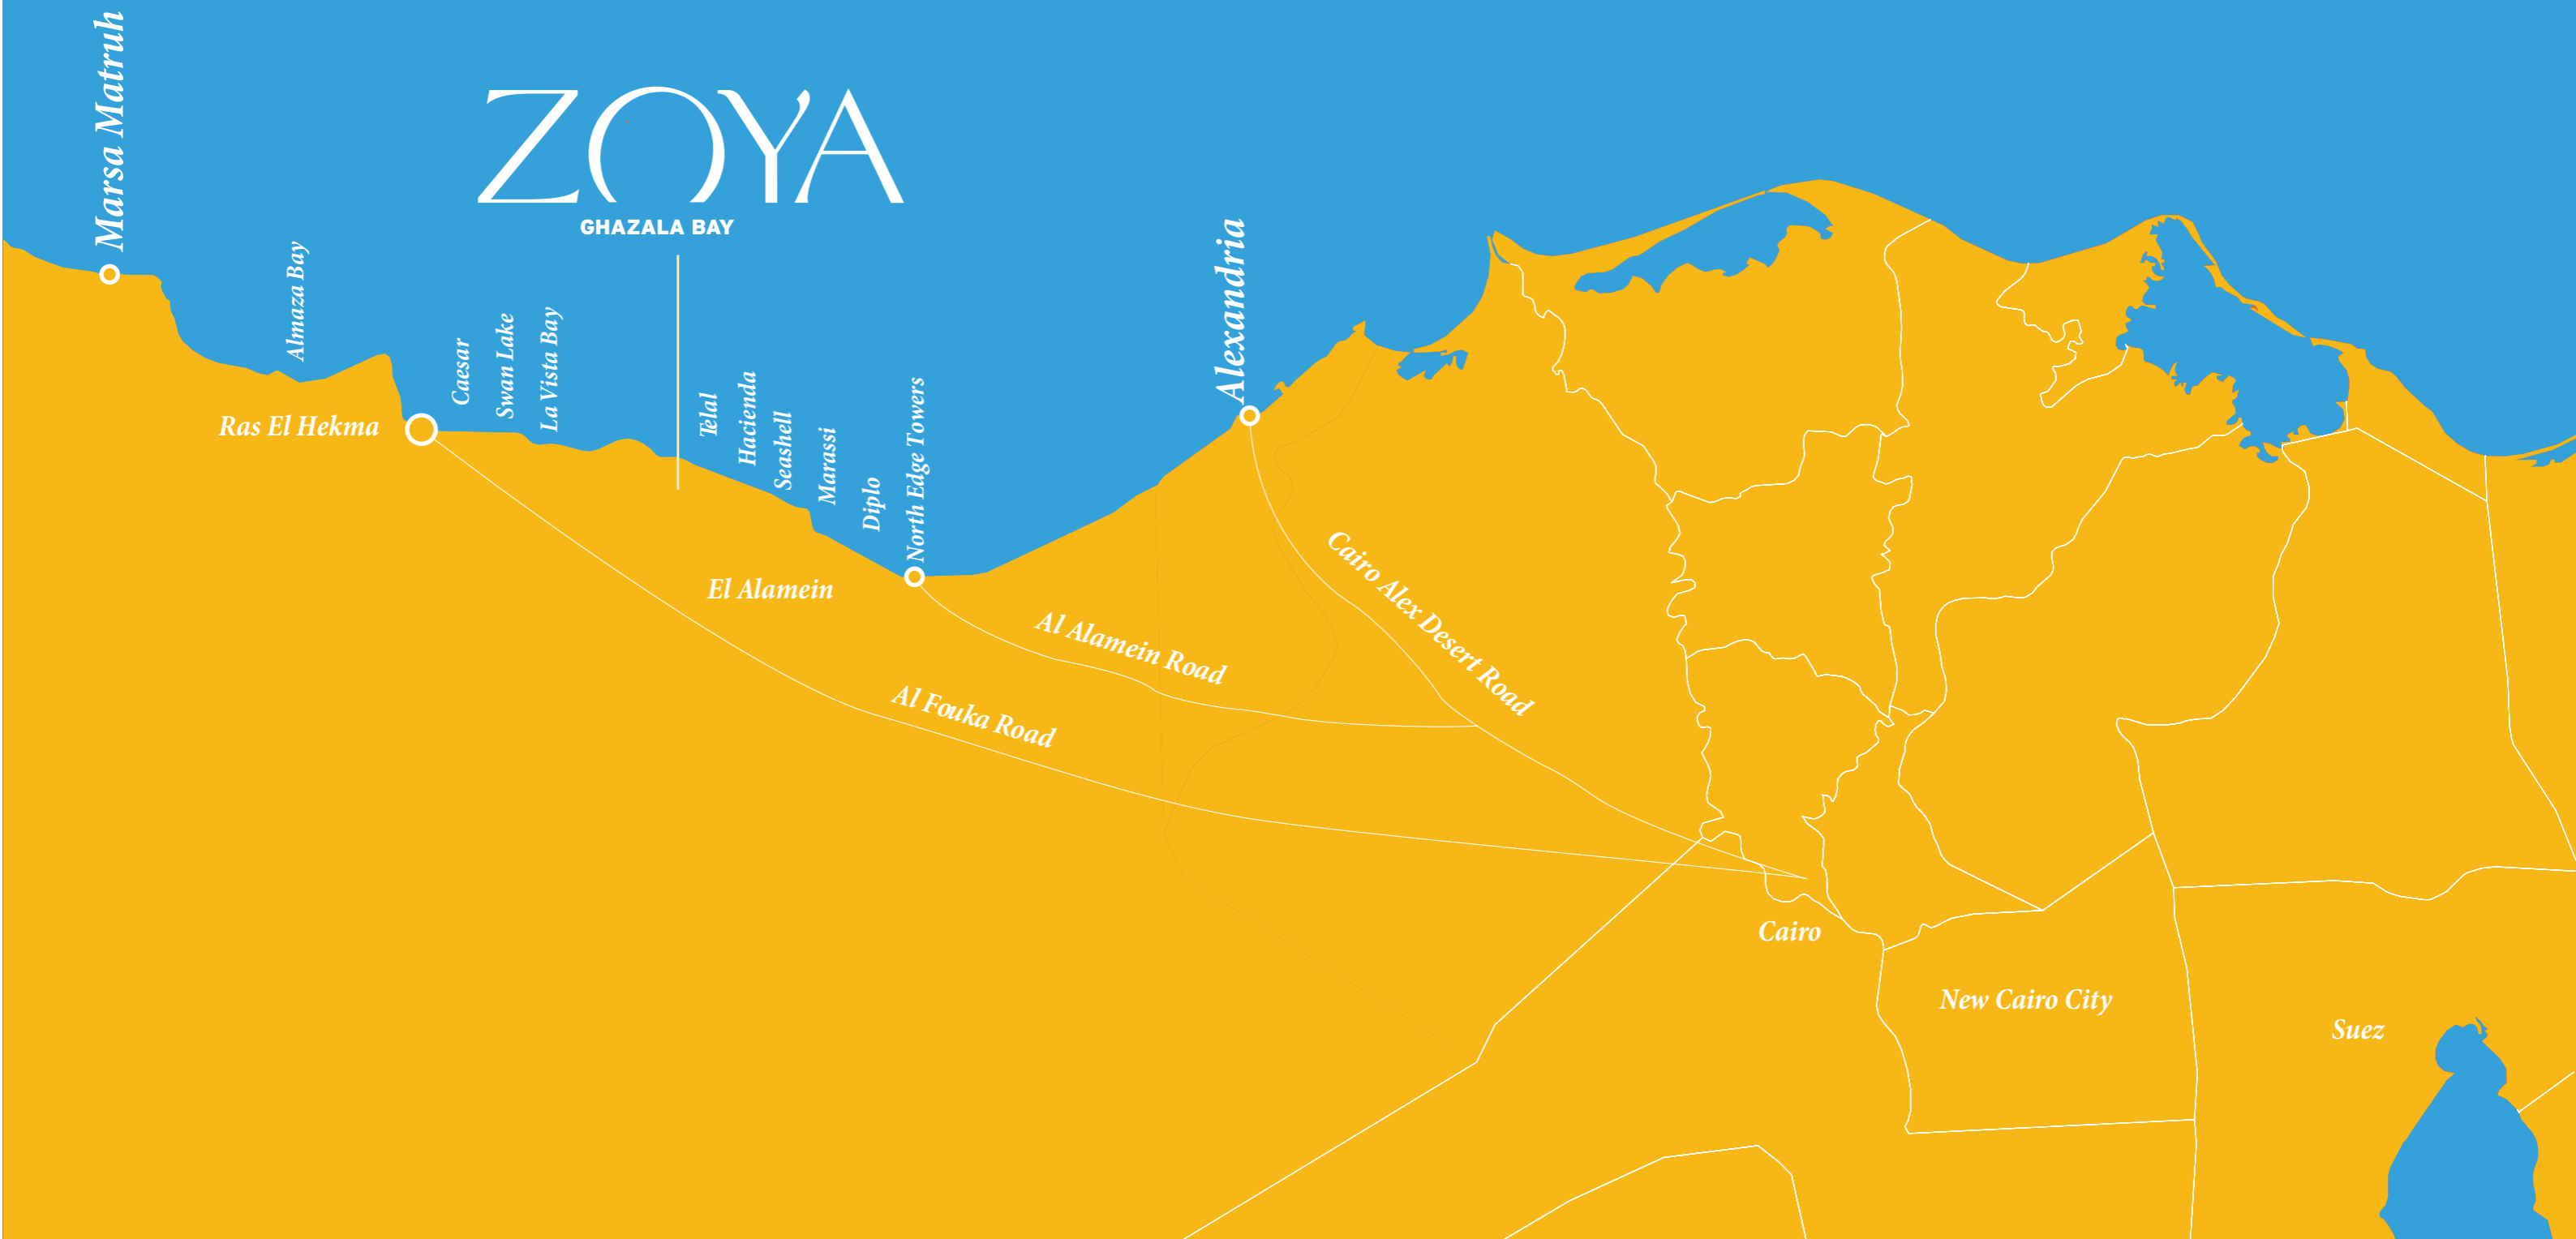 Marsa Matruh
ZOYA
GHAZALA BAY
Almaza Bay
Ras El Hekma
Caesar
Swan Lake
La Vista Bay
Telal
Hacienda
Seashell
Marassi
Diplo
North Edge Towers
Alexandria
El Alamein
Al Alamein Road
Al Fouka Road
Cairo Alex Desert Road
Cairo
New Cairo City
Suez